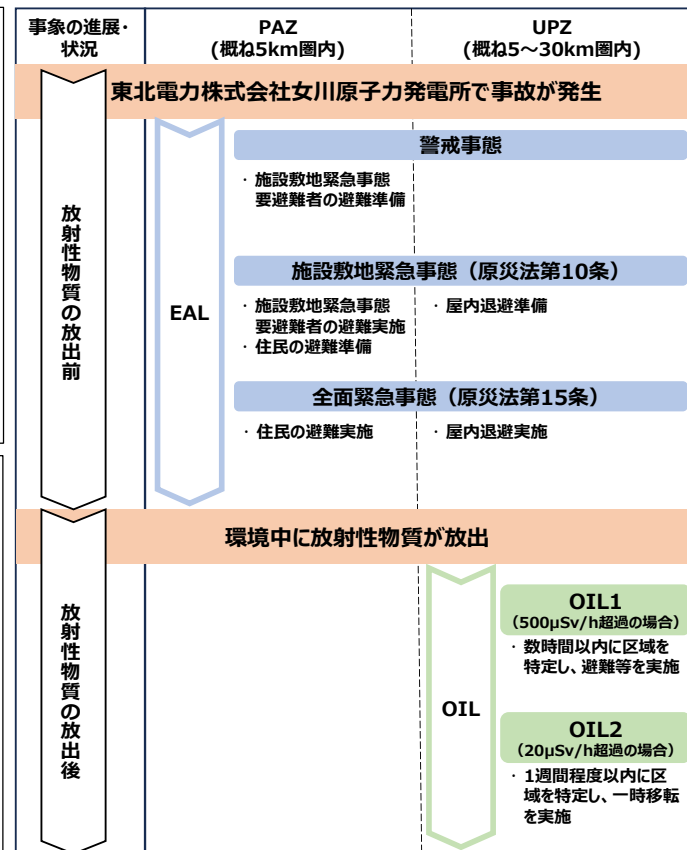 事象の進展・
状況
PAZ
(概ね5km圏内)
UPZ
(概ね5～30km圏内)
東北電力株式会社女川原子力発電所で事故が発生
放射性物質の放出前
EAL
警戒事態
・施設敷地緊急事態
要避難者の避難準備
施設敷地緊急事態（原災法第10条）
・施設敷地緊急事態
要避難者の避難実施
・住民の避難準備
・屋内退避準備
全面緊急事態（原災法第15条）
・住民の避難実施
・屋内退避実施
環境中に放射性物質が放出
放射性物質の放出後
OIL
OIL1
（500μSv/h超過の場合）
・数時間以内に区域を
特定し、避難等を実施
OIL2
（20μSv/h超過の場合）
・1週間程度以内に区
域を特定し、一時移転
を実施